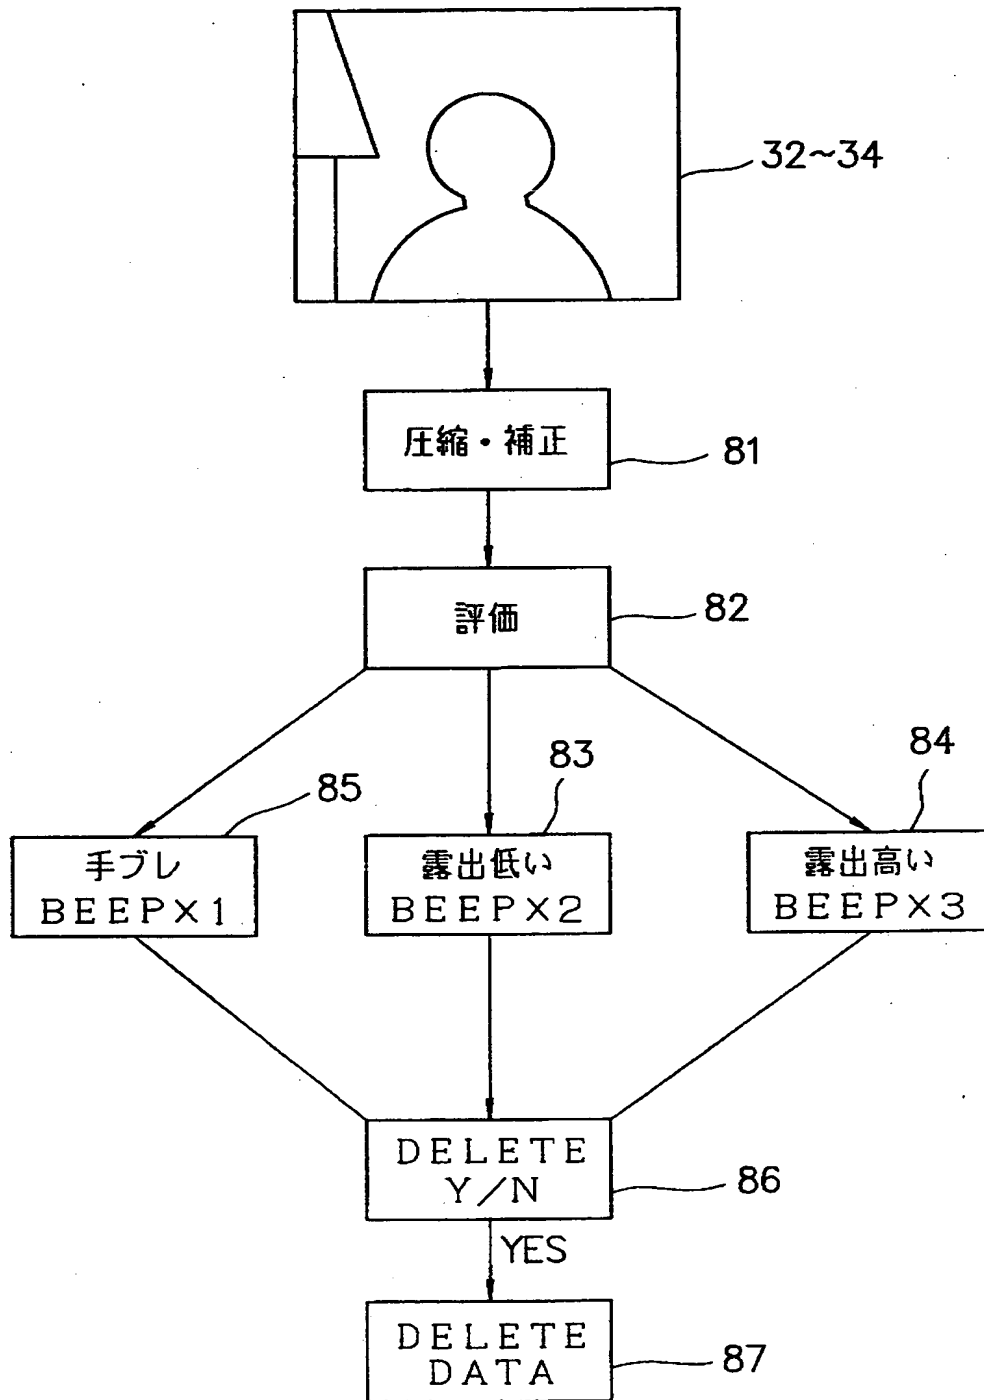 32~34
圧縮・補正
81
評価
82
85
手ブレ
BEEP×1
83
露出低い
BEEP×2
84
露出高い
BEEP×3
DELETE
Y/N
86
YES
DELETE
DATA
87